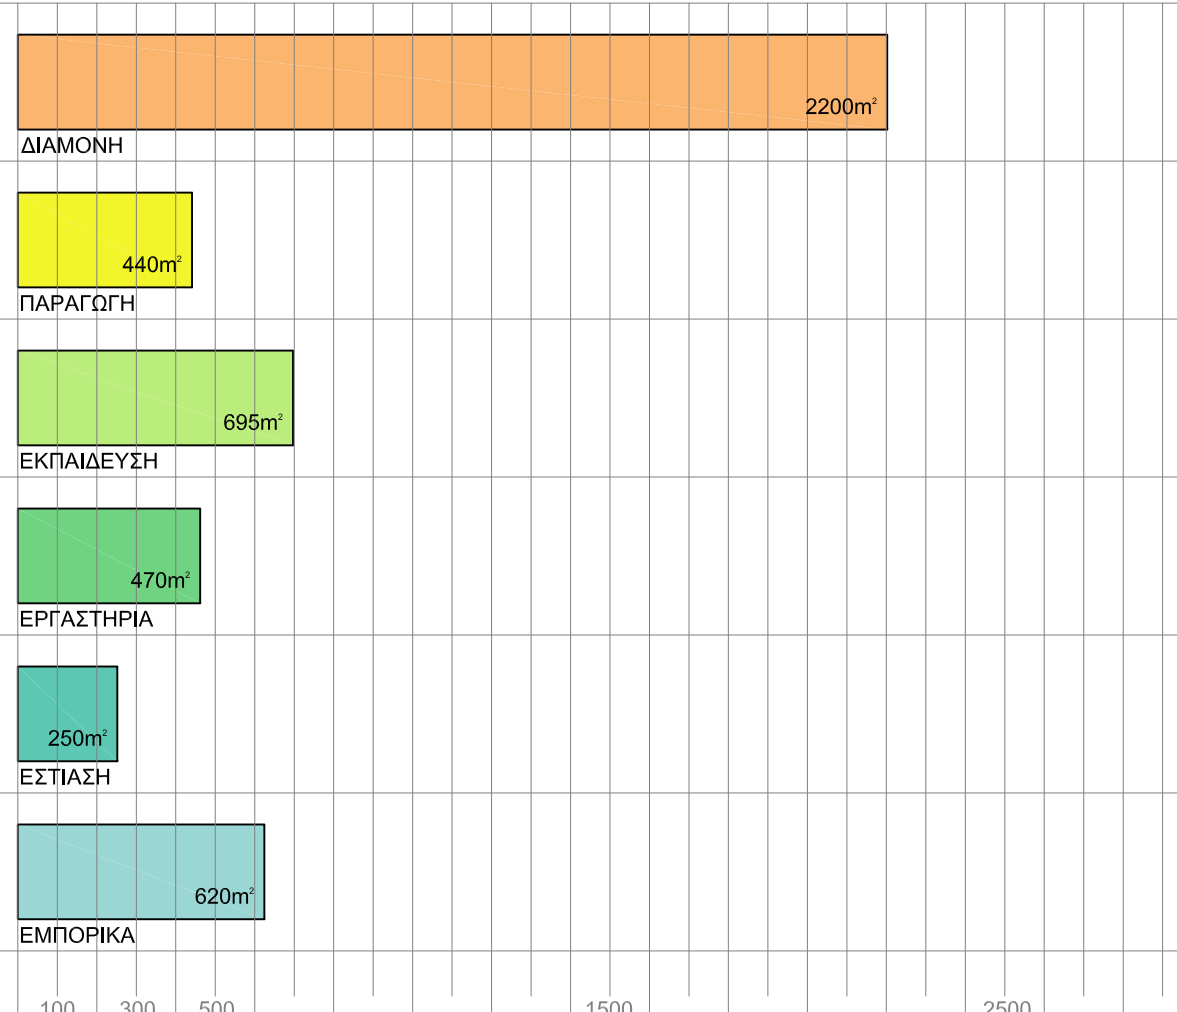 2200m²
ΔΙΑΜΟΝΗ
440m²
ΠΑΡΑΓΩΓΗ
695m²
ΕΚΠΑΙΔΕΥΣΗ
470m²
ΕΡΓΑΣΤΗΡΙΑ
250m²
ΕΣΤΙΑΣΗ
620m²
ΕΜΠΟΡΙΚΑ
100 300 500 1500 2500